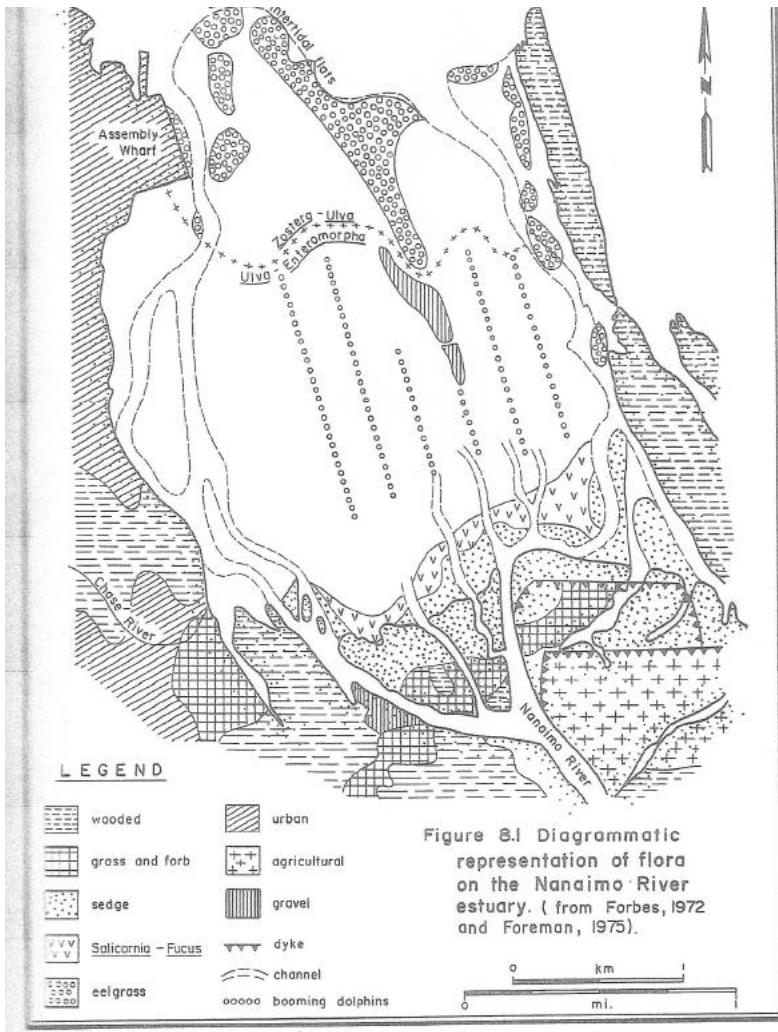 Intertidal flats
N
Assembly
Wharf
Zostera - Ulva
Ulva - Enteromorpha
Chase River
Nanaimo River
LEGEND
wooded
grass and forb
sedge
Salicornia - Fucus
eelgrass
urban
agricultural
gravel
dyke
channel
booming dolphins
Figure 8.1 Diagrammatic
representation of flora
on the Nanaimo River
estuary. ( from Forbes, 1972
and Foreman, 1975).
0 km 1
0 mi. 1